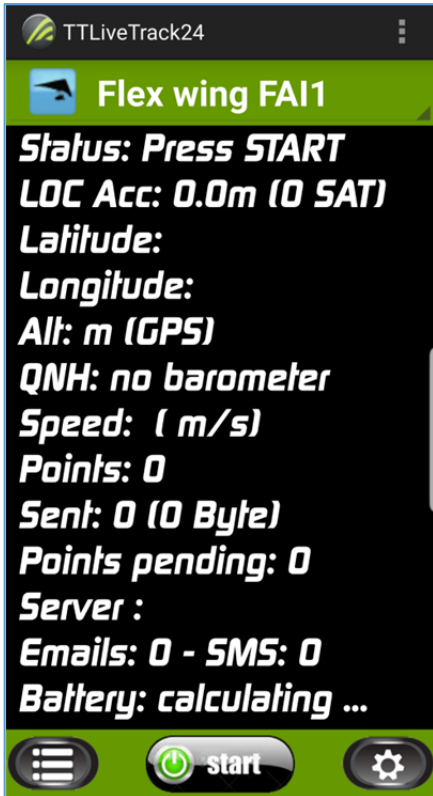 TTLiveTrack24
Flex wing FAI1
Status: Press START
LOC Acc: 0.0m (0 SAT)
Latitude:
Longitude:
Alt: m (GPS)
QNH: no barometer
Speed:  ( m/s)
Points: 0
Sent: 0 (0 Byte)
Points pending: 0
Server :
Emails: 0 - SMS: 0
Battery: calculating ...
start